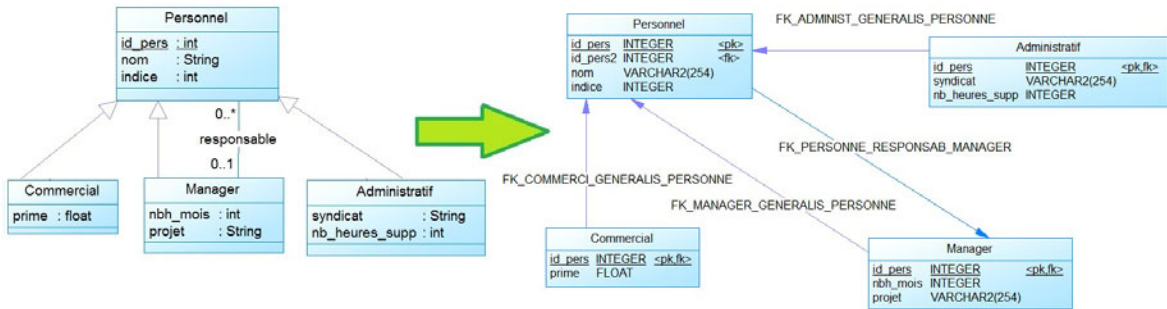 Personnel
id_pers : int
nom : String
indice : int
0..*
responsable
0..1
Commercial
prime : float
Manager
nbh_mois : int
projet : String
Administratif
syndicat : String
nb_heures_supp : int
Personnel
id_pers INTEGER <pk>
id_pers2 INTEGER <fk>
nom VARCHAR2(254)
indice INTEGER
FK_ADMINIST_GENERALIS_PERSONNE
Administratif
id_pers INTEGER <pk,fk>
syndicat VARCHAR2(254)
nb_heures_supp INTEGER
FK_PERSONNE_RESPONSAB_MANAGER
FK_COMMERCI_GENERALIS_PERSONNE
FK_MANAGER_GENERALIS_PERSONNE
Commercial
id_pers INTEGER <pk,fk>
prime FLOAT
Manager
id_pers INTEGER <pk,fk>
nbh_mois INTEGER
projet VARCHAR2(254)